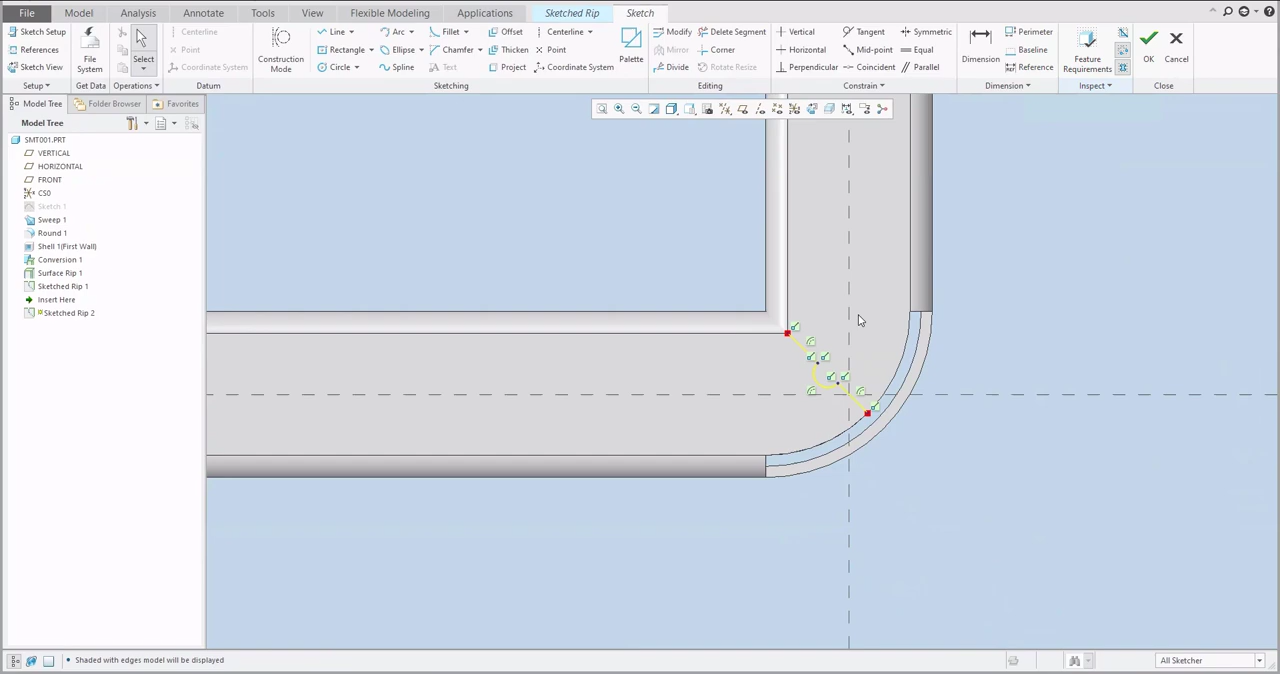 File Model Analysis Annotate Tools View Flexible Modeling Applications Sketched Rip Sketch
Sketch Setup
References
Sketch View
File System
Select
Centerline
Point
Coordinate System
Construction Mode
Line Arc Fillet Offset Centerline
Rectangle Ellipse Chamfer Thicken Point
Circle Spline Text Project Coordinate System
Palette
Modify Delete Segment
Mirror Corner
Divide Rotate Resize
Vertical Tangent Symmetric
Horizontal Mid-point Equal
Perpendicular Coincident Parallel
Dimension
Perimeter
Baseline
Reference
Feature Requirements
OK Cancel
Setup Get Data Operations Datum Sketching Editing Constrain Dimension Inspect Close
Model Tree Folder Browser Favorites
Model Tree
SMT001.PRT
VERTICAL
HORIZONTAL
FRONT
CS0
Sketch 1
Sweep 1
Round 1
Shell 1(First Wall)
Conversion 1
Surface Rip 1
Sketched Rip 1
Insert Here
Sketched Rip 2
Shaded with edges model will be displayed
All Sketcher